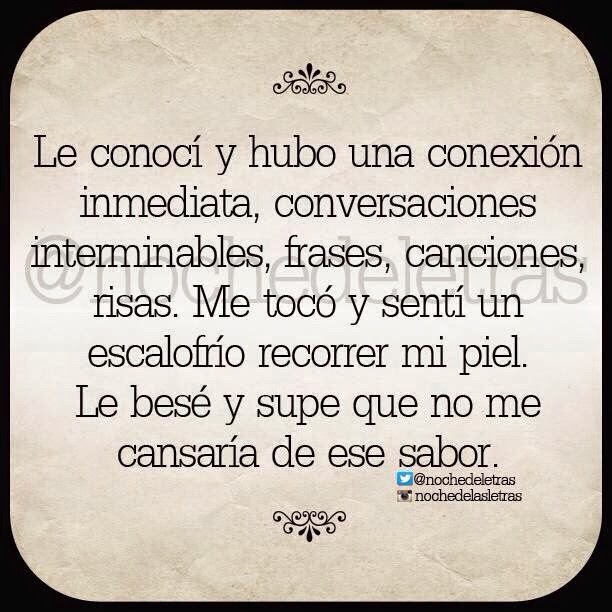 Le conocí y hubo una conexión
inmediata, conversaciones
interminables, frases, canciones,
@nochedeletras
risas. Me tocó y sentí un
escalofrío recorrer mi piel.
Le besé y supe que no me
cansaría de ese sabor.
@nochedeletras
nochedelasletras